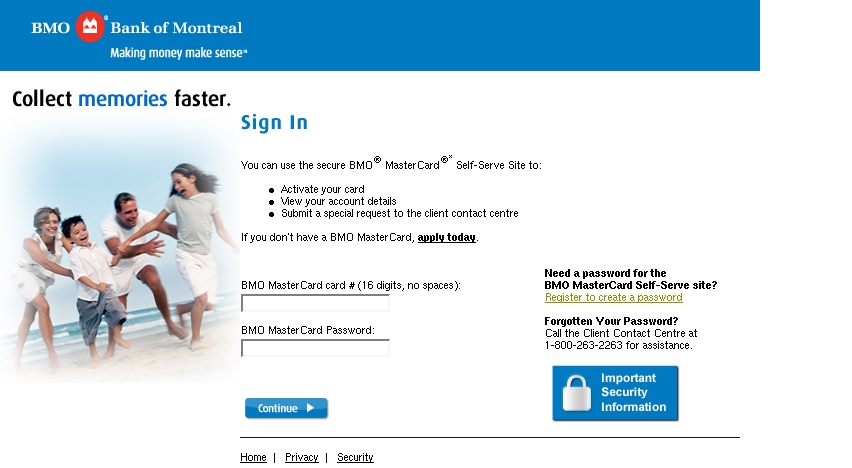 BMO ® Bank of Montreal
Making money make sense™
Collect memories faster.
Sign In
You can use the secure BMO® MasterCard®* Self-Serve Site to:
● Activate your card
● View your account details
● Submit a special request to the client contact centre
If you don't have a BMO MasterCard, apply today.
BMO MasterCard card # (16 digits, no spaces):
BMO MasterCard Password:
Continue
Need a password for the
BMO MasterCard Self-Serve site?
Register to create a password
Forgotten Your Password?
Call the Client Contact Centre at
1-800-263-2263 for assistance.
Important
Security
Information
Home | Privacy | Security